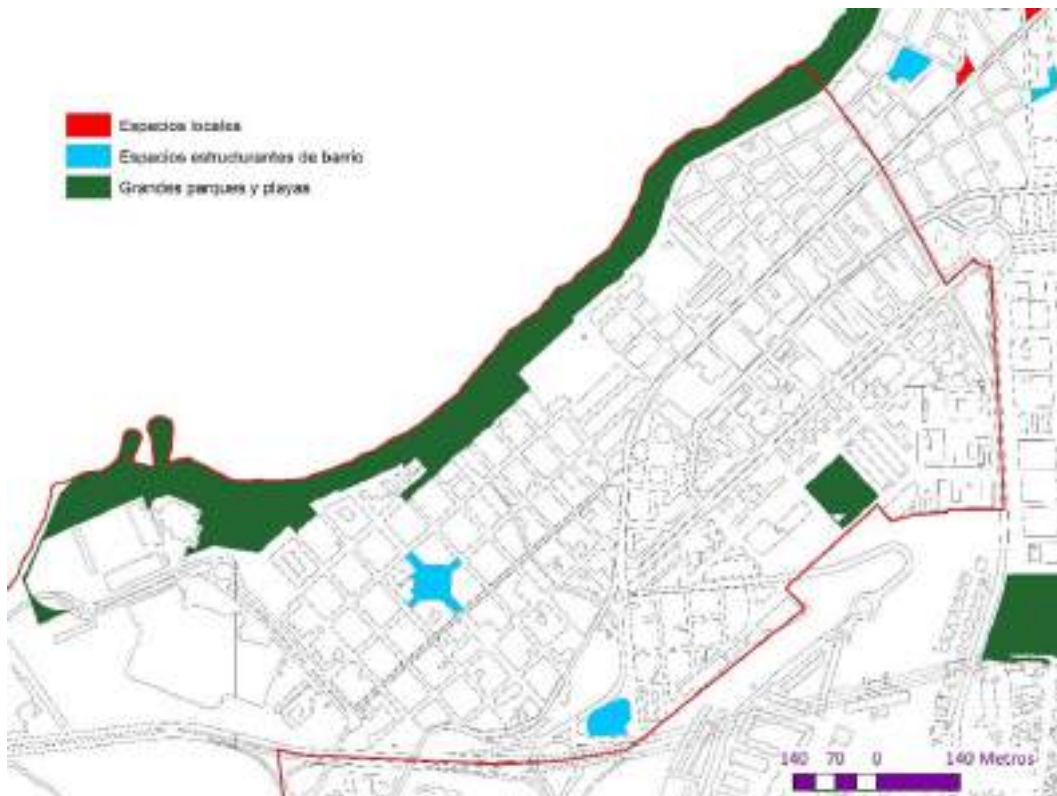 Espacios locales
Espacios estructurantes de barrio
Grandes parques y playas
140 70 0 140 Metros